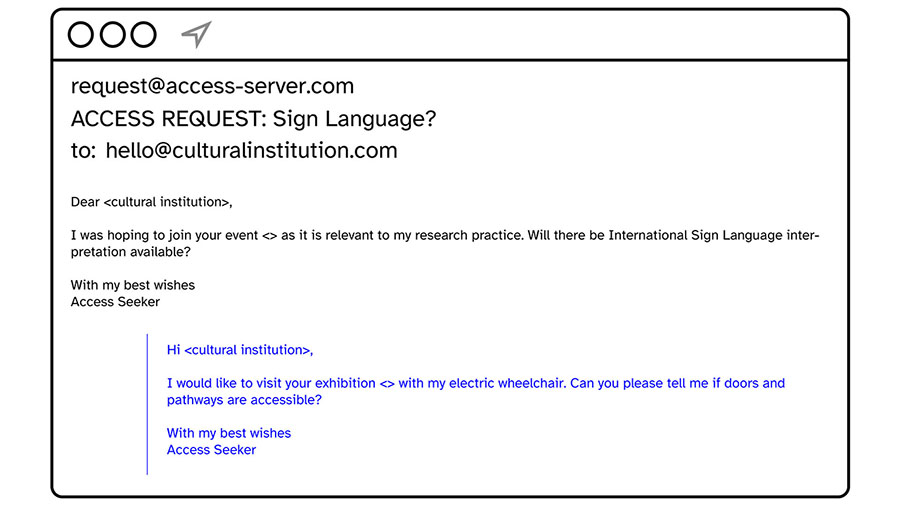 request@access-server.com
ACCESS REQUEST: Sign Language?
to: hello@culturalinstitution.com
Dear <cultural institution>,
I was hoping to join your event <> as it is relevant to my research practice. Will there be International Sign Language inter-
pretation available?
With my best wishes
Access Seeker
Hi <cultural institution>,
I would like to visit your exhibition <> with my electric wheelchair. Can you please tell me if doors and
pathways are accessible?
With my best wishes
Access Seeker